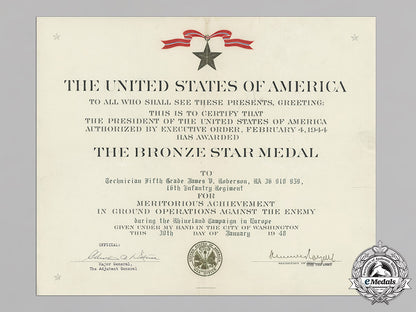 THE UNITED STATES OF AMERICA
TO ALL WHO SHALL SEE THESE PRESENTS, GREETING:
THIS IS TO CERTIFY THAT
THE PRESIDENT OF THE UNITED STATES OF AMERICA
AUTHORIZED BY EXECUTIVE ORDER, FEBRUARY 4, 1944
HAS AWARDED
THE BRONZE STAR MEDAL
TO
Technician Fifth Grade James V. Roberson, RA 36 910 939,
16th Infantry Regiment
FOR
MERITORIOUS ACHIEVEMENT
IN GROUND OPERATIONS AGAINST THE ENEMY
during the Rhineland Campaign in Europe
GIVEN UNDER MY HAND IN THE CITY OF WASHINGTON
THIS 30th DAY OF January 19 48
OFFICIAL:
Major General,
The Adjutant General
eMedals